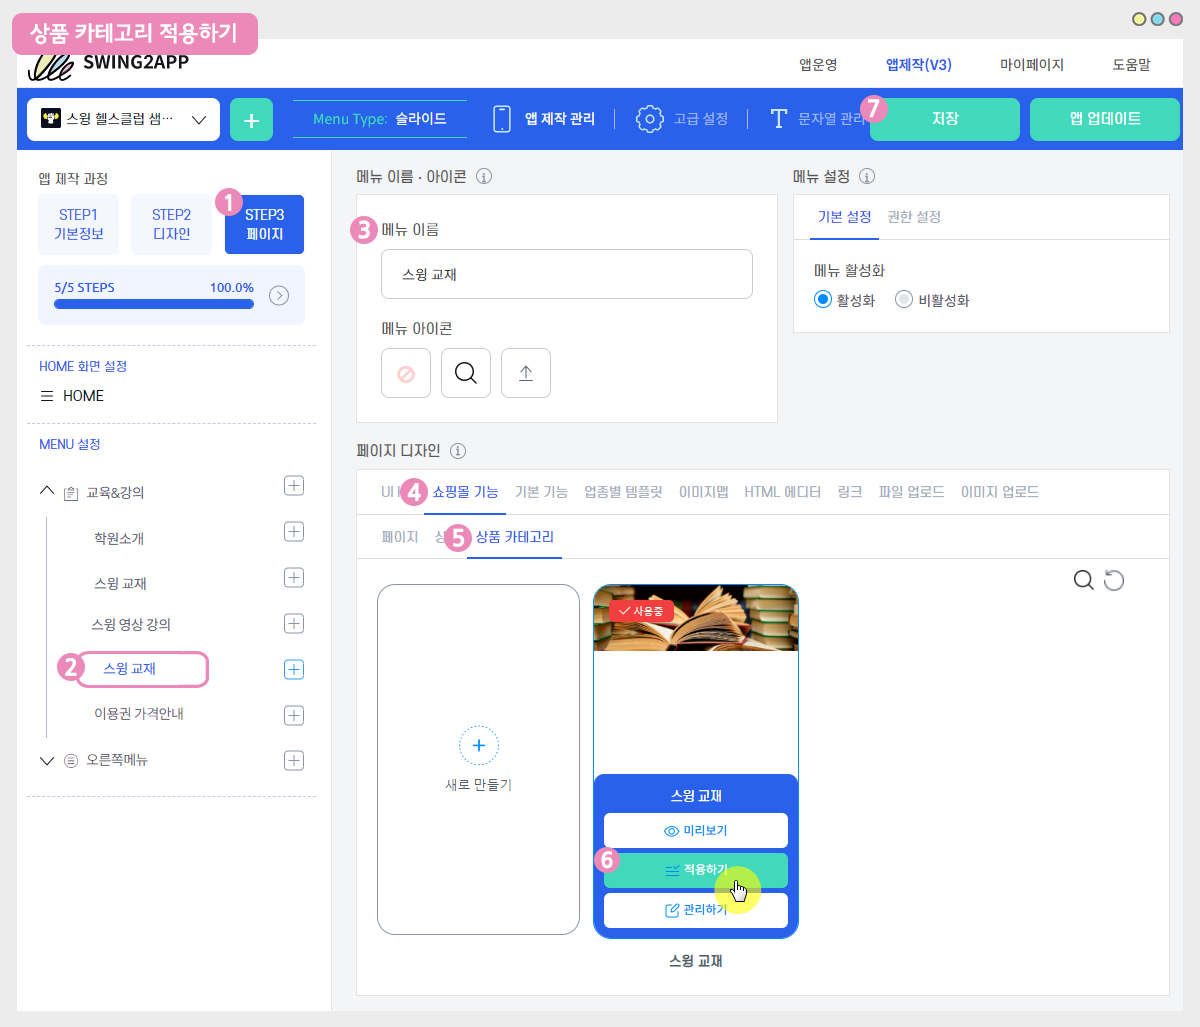 상품 카테고리 적용하기
SWING2APP
앱운영
앱제작(V3)
마이페이지
도움말
스윙 헬스클럽 샘···
+
Menu Type: 슬라이드
앱 제작 관리
고급 설정
문자열 관리
7
저장
앱 업데이트
앱 제작 과정
STEP1
기본정보
STEP2
디자인
1
STEP3
페이지
5/5 STEPS
100.0%
HOME 화면 설정
HOME
MENU 설정
교육&강의
학원소개
스윙 교재
스윙 영상 강의
2
스윙 교재
이용권 가격안내
오른쪽메뉴
메뉴 이름 · 아이콘
3
메뉴 이름
스윙 교재
메뉴 아이콘
메뉴 설정
기본 설정
권한 설정
메뉴 활성화
활성화
비활성화
페이지 디자인
UI
4
쇼핑몰 기능
기본 기능
업종별 템플릿
이미지맵
HTML 에디터
링크
파일 업로드
이미지 업로드
페이지
5
상품 카테고리
새로 만들기
사용중
스윙 교재
미리보기
6
적용하기
관리하기
스윙 교재